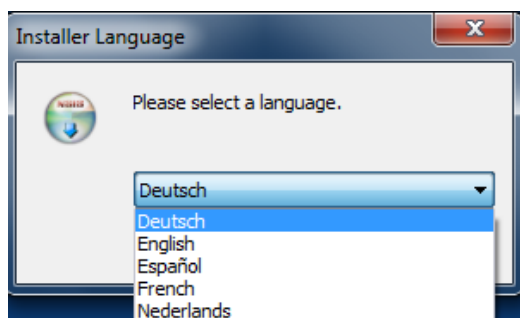 Installer Language
Please select a language.
Deutsch
Deutsch
English
Español
French
Nederlands